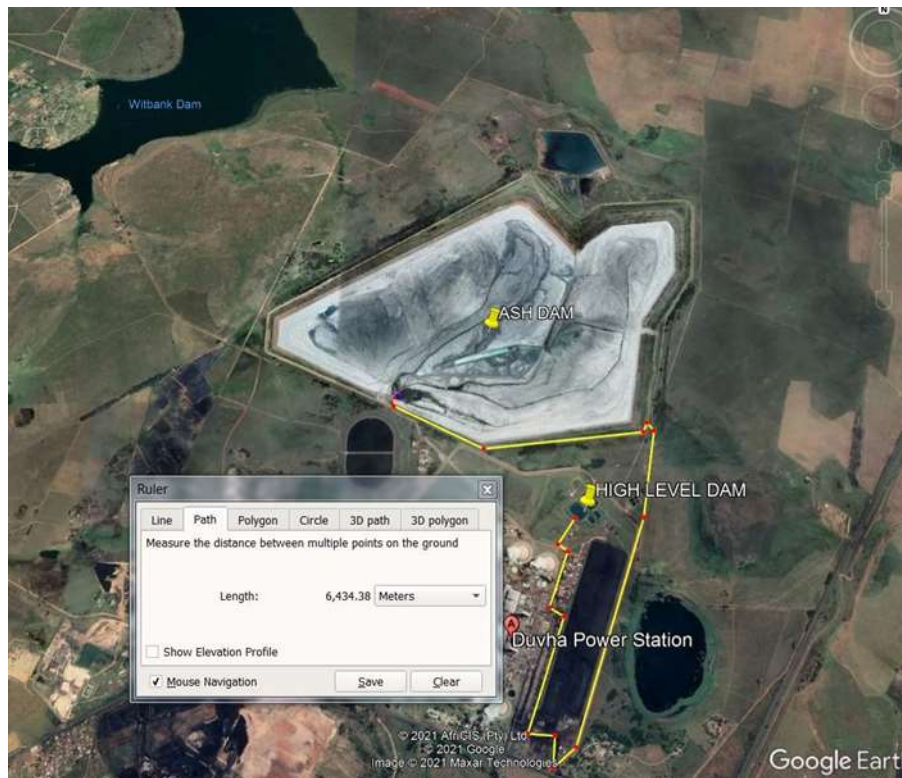 N
Witbank Dam
ASH DAM
HIGH LEVEL DAM
Ruler
Line Path Polygon Circle 3D path 3D polygon
Measure the distance between multiple points on the ground
Length: 6,434.38 Meters
Show Elevation Profile
Mouse Navigation Save Clear
A
Duvha Power Station
© 2021 AfriGIS (Pty) Ltd.
© 2021 Google
Image © 2021 Maxar Technologies
Google Eart